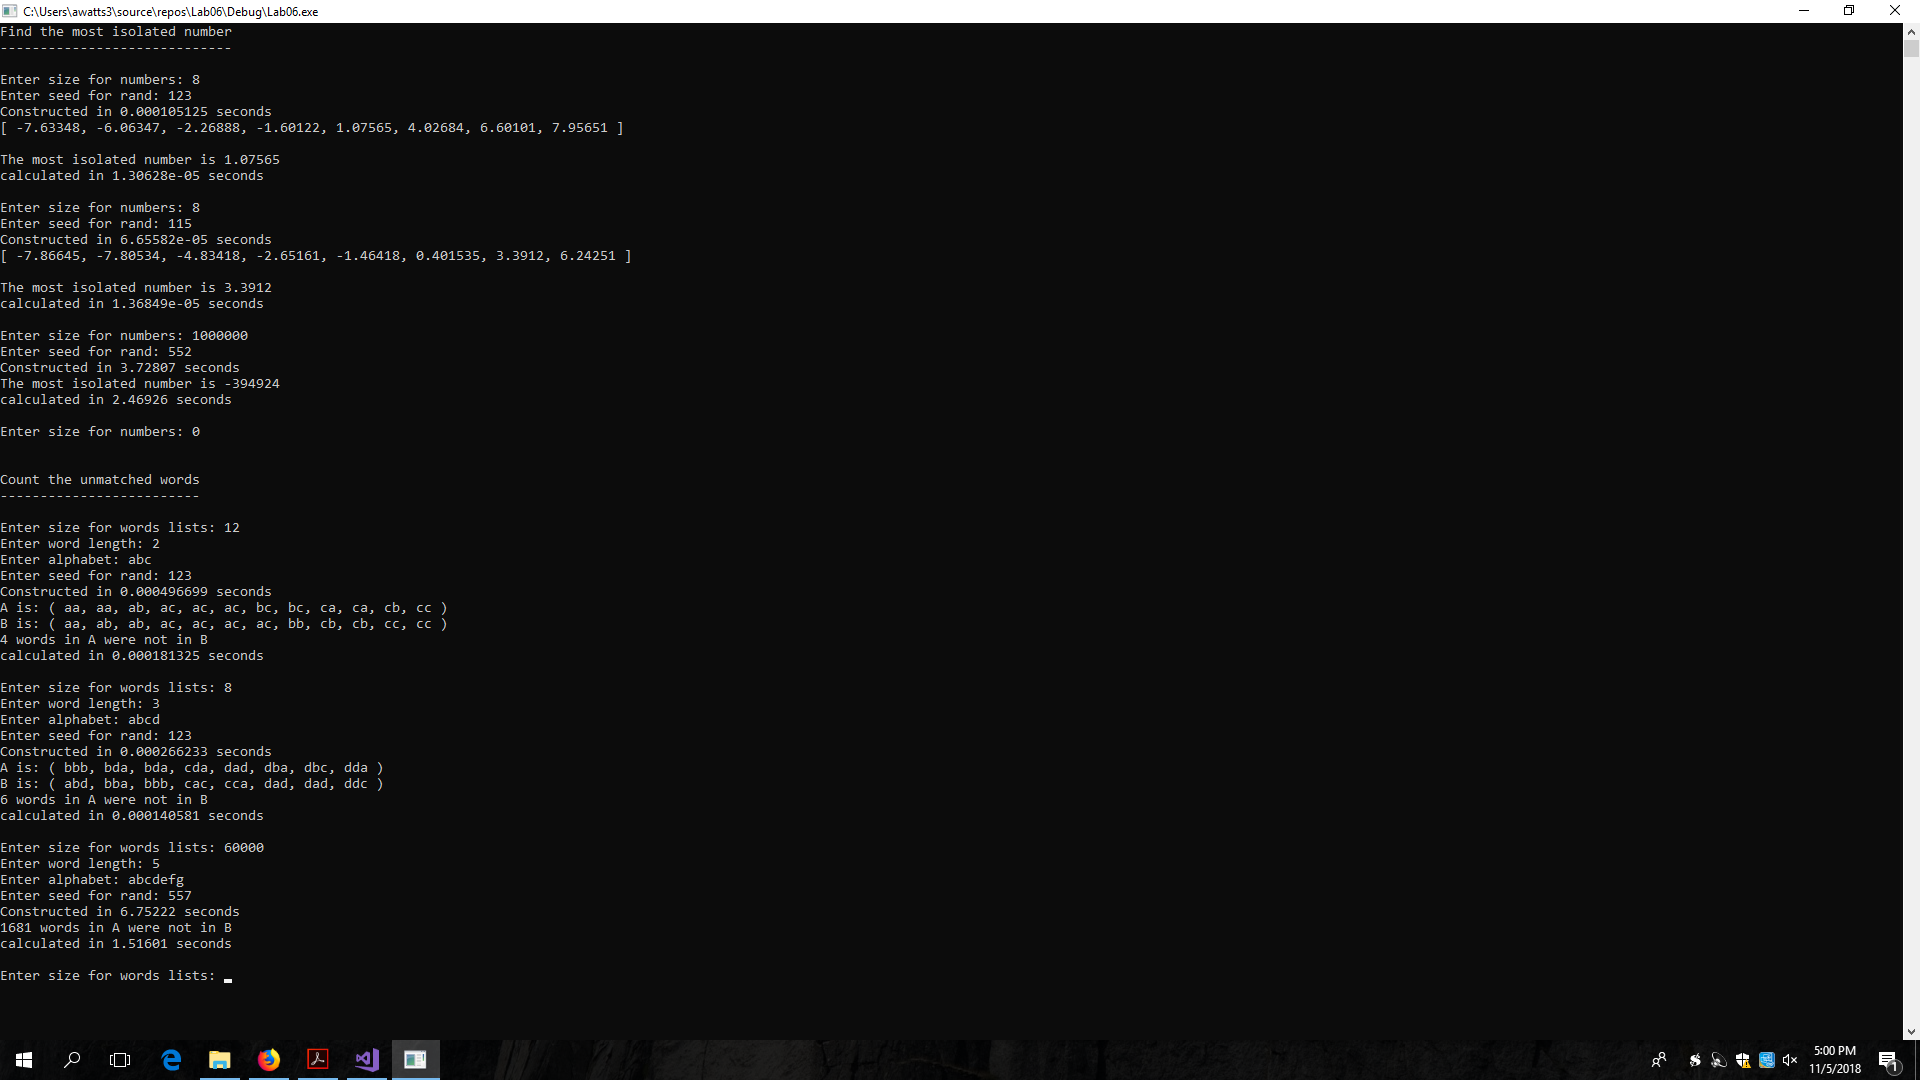 C:\Users\awatts3\source\repos\Lab06\Debug\Lab06.exe
Find the most isolated number
-----------------------------
Enter size for numbers: 8
Enter seed for rand: 123
Constructed in 0.000105125 seconds
[ -7.63348, -6.06347, -2.26888, -1.60122, 1.07565, 4.02684, 6.60101, 7.95651 ]
The most isolated number is 1.07565
calculated in 1.30628e-05 seconds
Enter size for numbers: 8
Enter seed for rand: 115
Constructed in 6.65582e-05 seconds
[ -7.86645, -7.80534, -4.83418, -2.65161, -1.46418, 0.401535, 3.3912, 6.24251 ]
The most isolated number is 3.3912
calculated in 1.36849e-05 seconds
Enter size for numbers: 1000000
Enter seed for rand: 552
Constructed in 3.72807 seconds
The most isolated number is -394924
calculated in 2.46926 seconds
Enter size for numbers: 0
Count the unmatched words
-------------------------
Enter size for words lists: 12
Enter word length: 2
Enter alphabet: abc
Enter seed for rand: 123
Constructed in 0.000496699 seconds
A is: ( aa, aa, ab, ac, ac, ac, bc, bc, ca, ca, cb, cc )
B is: ( aa, ab, ab, ac, ac, ac, ac, bb, cb, cb, cc, cc )
4 words in A were not in B
calculated in 0.000181325 seconds
Enter size for words lists: 8
Enter word length: 3
Enter alphabet: abcd
Enter seed for rand: 123
Constructed in 0.000266233 seconds
A is: ( bbb, bda, bda, cda, dad, dba, dbc, dda )
B is: ( abd, bba, bbb, cac, cca, dad, dad, ddc )
6 words in A were not in B
calculated in 0.000140581 seconds
Enter size for words lists: 60000
Enter word length: 5
Enter alphabet: abcdefg
Enter seed for rand: 557
Constructed in 6.75222 seconds
1681 words in A were not in B
calculated in 1.51601 seconds
Enter size for words lists:
5:00 PM
11/5/2018
1